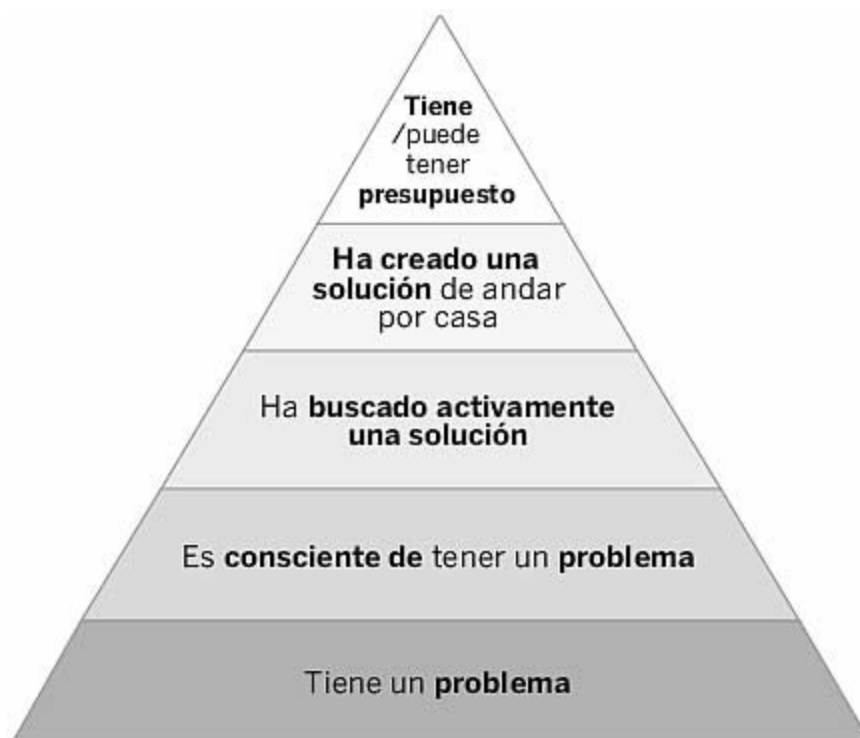 Tiene
/puede
tener
presupuesto
Ha creado una
solución de andar
por casa
Ha buscado activamente
una solución
Es consciente de tener un problema
Tiene un problema